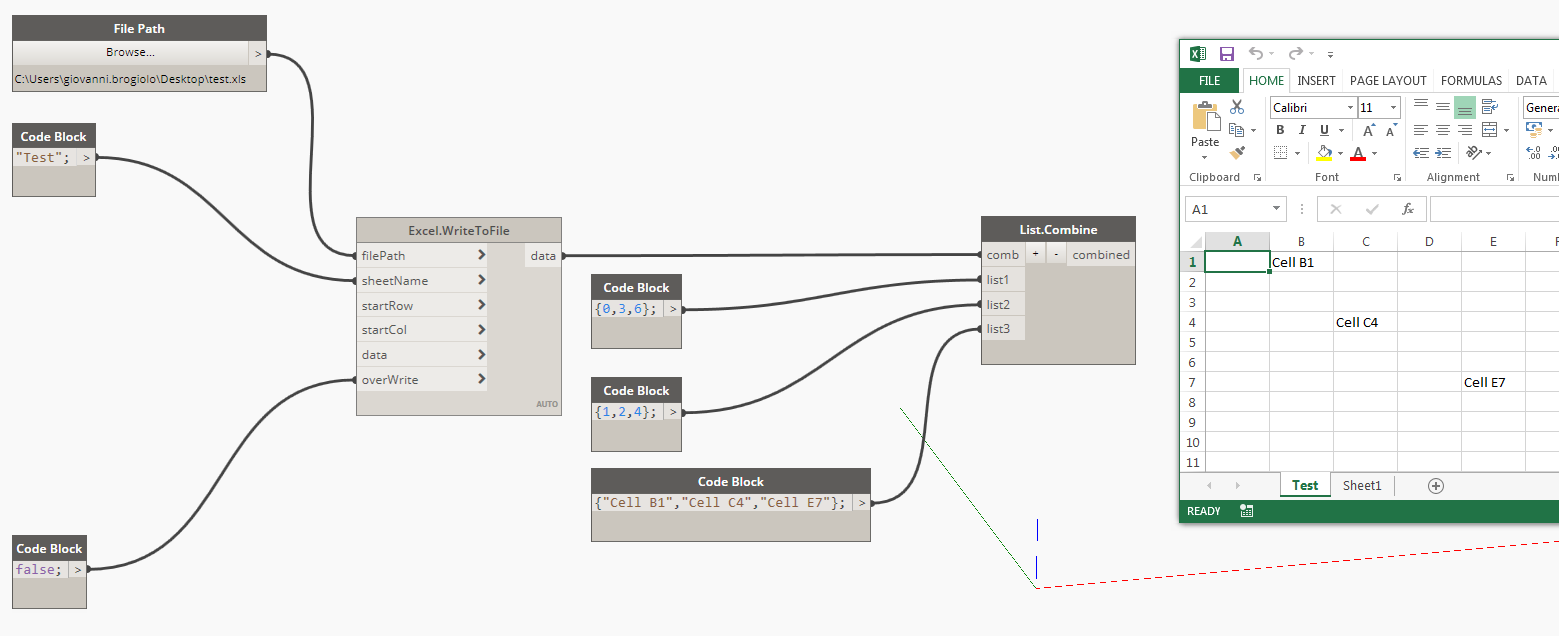 File Path
Browse...
>
C:\Users\giovanni.brogiolo\Desktop\test.xls
Code Block
"Test"; >
Excel.WriteToFile
filePath > data
sheetName >
startRow >
startCol >
data >
overWrite >
AUTO
Code Block
false; >
Code Block
{0,3,6}; >
Code Block
{1,2,4}; >
Code Block
{"Cell B1","Cell C4","Cell E7"}; >
List.Combine
comb + - combined
list1
list2
list3
FILE HOME INSERT PAGE LAYOUT FORMULAS DATA
Calibri 11 Genera
Paste B I U A A
A .00
Clipboard Font Alignment Num
A1 fx
A B C D E F
1 Cell B1
2
3
4 Cell C4
5
6
7 Cell E7
8
9
10
11
Test Sheet1
READY